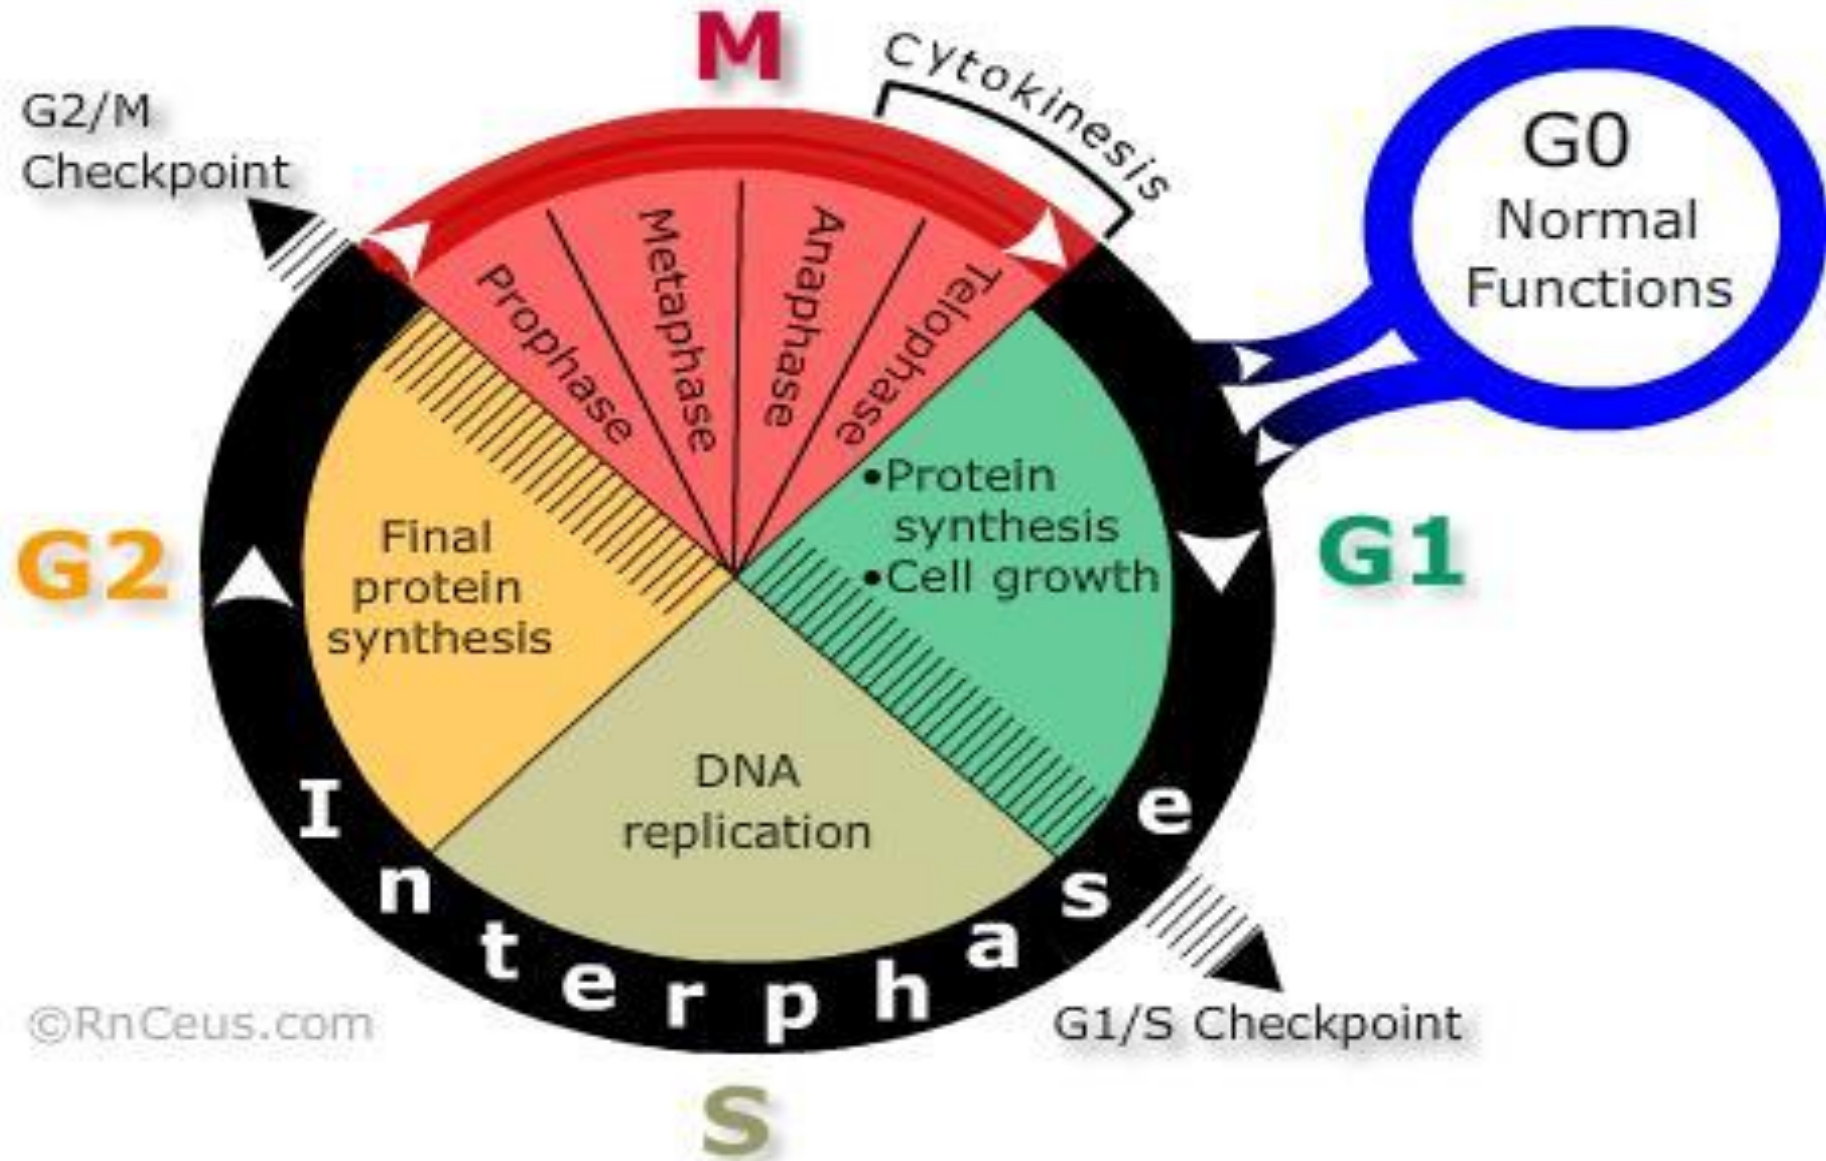 M
Cytokinesis
G2/M
Checkpoint
G0
Normal
Functions
Prophase
Metaphase
Anaphase
Telophase
•Protein
synthesis
•Cell growth
G1
G2
Final
protein
synthesis
DNA
replication
Interphase
G1/S Checkpoint
©RnCeus.com
S